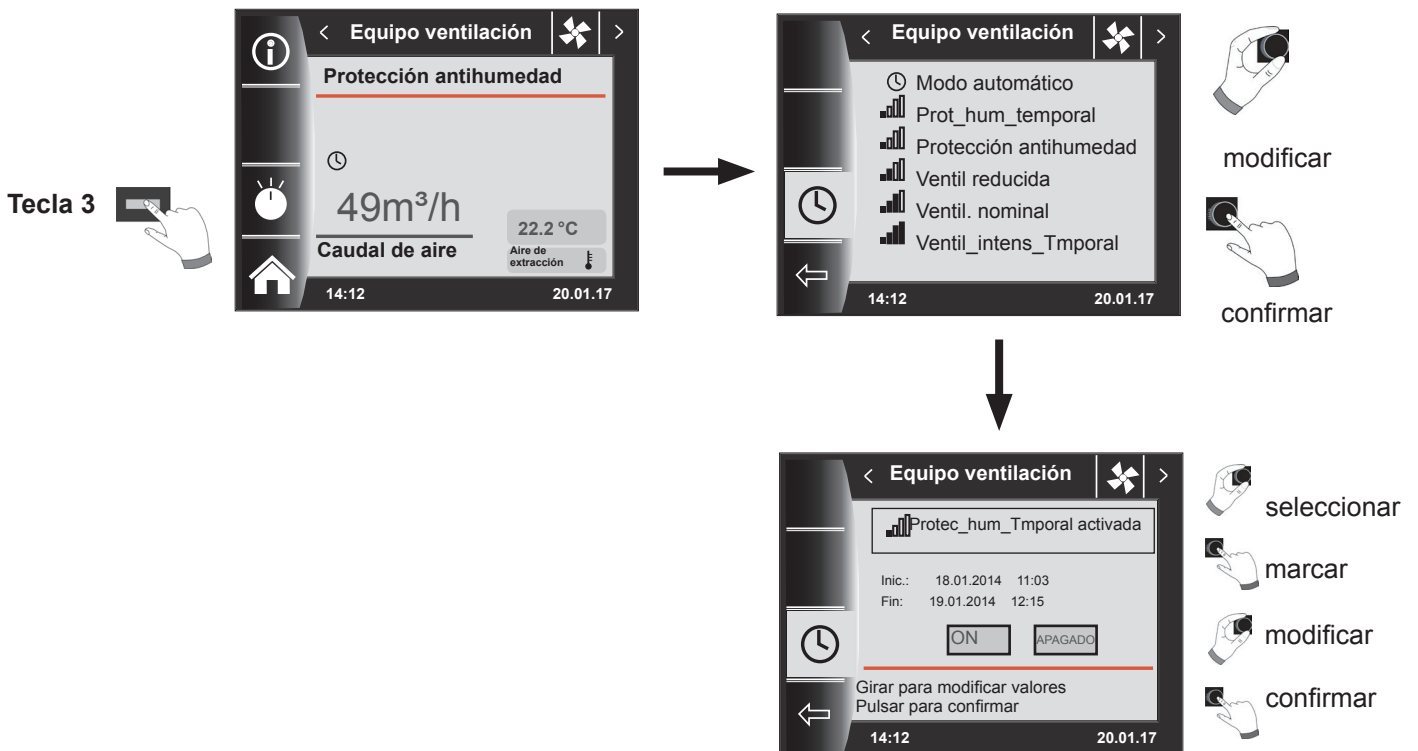 Tecla 3
< Equipo ventilación >
Protección antihumedad
49m³/h
Caudal de aire
22.2 °C
Aire de
extracción
14:12 20.01.17
< Equipo ventilación >
Modo automático
Prot_hum_temporal
Protección antihumedad
Ventil reducida
Ventil. nominal
Ventil_intens_Tmporal
14:12 20.01.17
modificar
confirmar
< Equipo ventilación >
Protec_hum_Tmporal activada
Inic.: 18.01.2014 11:03
Fin: 19.01.2014 12:15
ON APAGADO
Girar para modificar valores
Pulsar para confirmar
14:12 20.01.17
seleccionar
marcar
modificar
confirmar